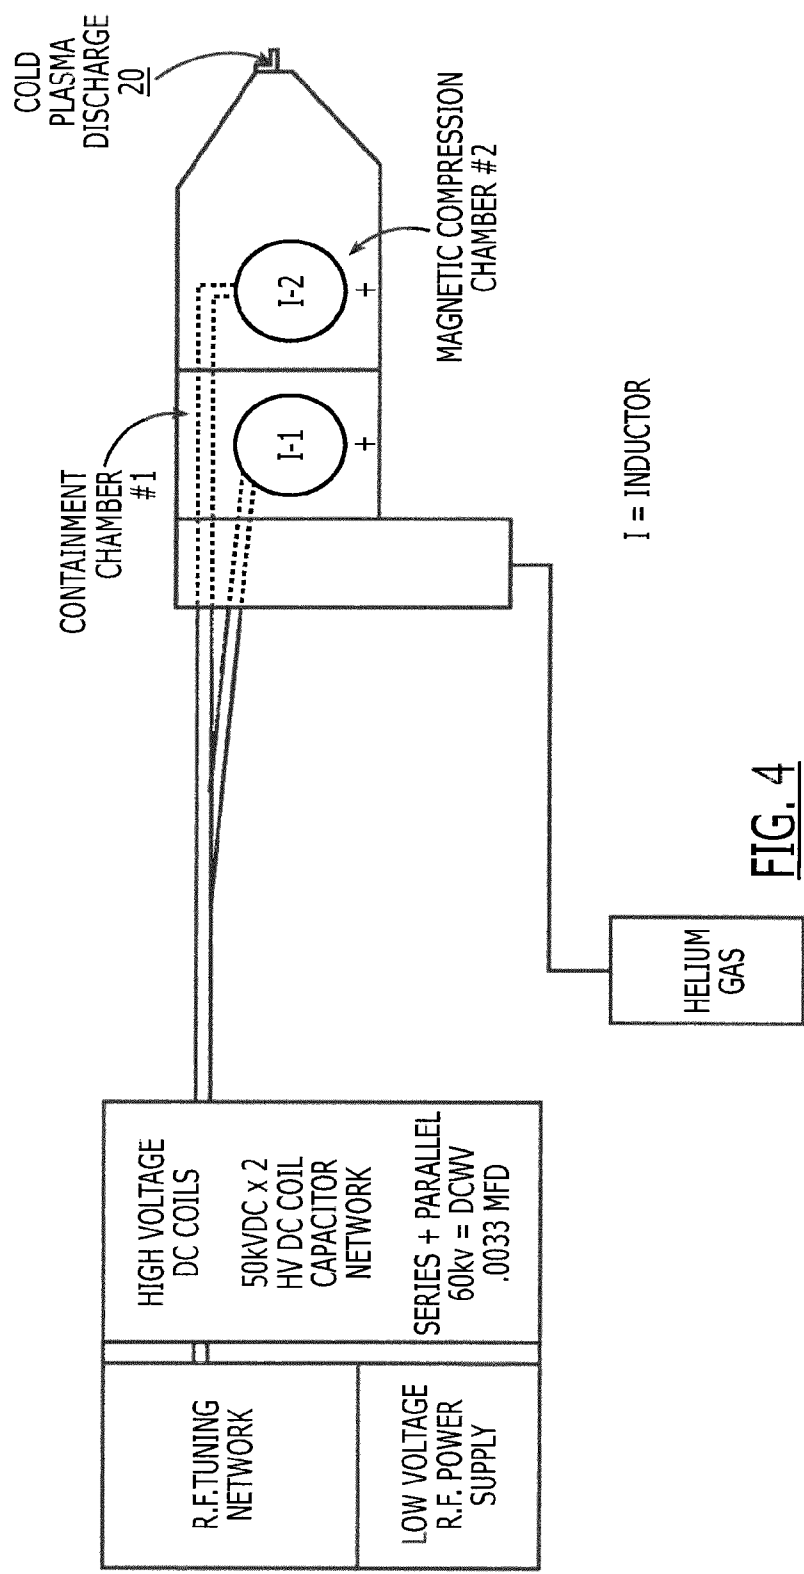 R.F.TUNING
NETWORK
LOW VOLTAGE
R.F. POWER
SUPPLY
HIGH VOLTAGE
DC COILS
50kVDC x 2
HV DC COIL
CAPACITOR
NETWORK
SERIES + PARALLEL
60kv = DCWV
.0033 MFD
HELIUM
GAS
CONTAINMENT
CHAMBER
#1
I-1
+
I-2
+
MAGNETIC COMPRESSION
CHAMBER #2
COLD
PLASMA
DISCHARGE
20
I = INDUCTOR
FIG. 4